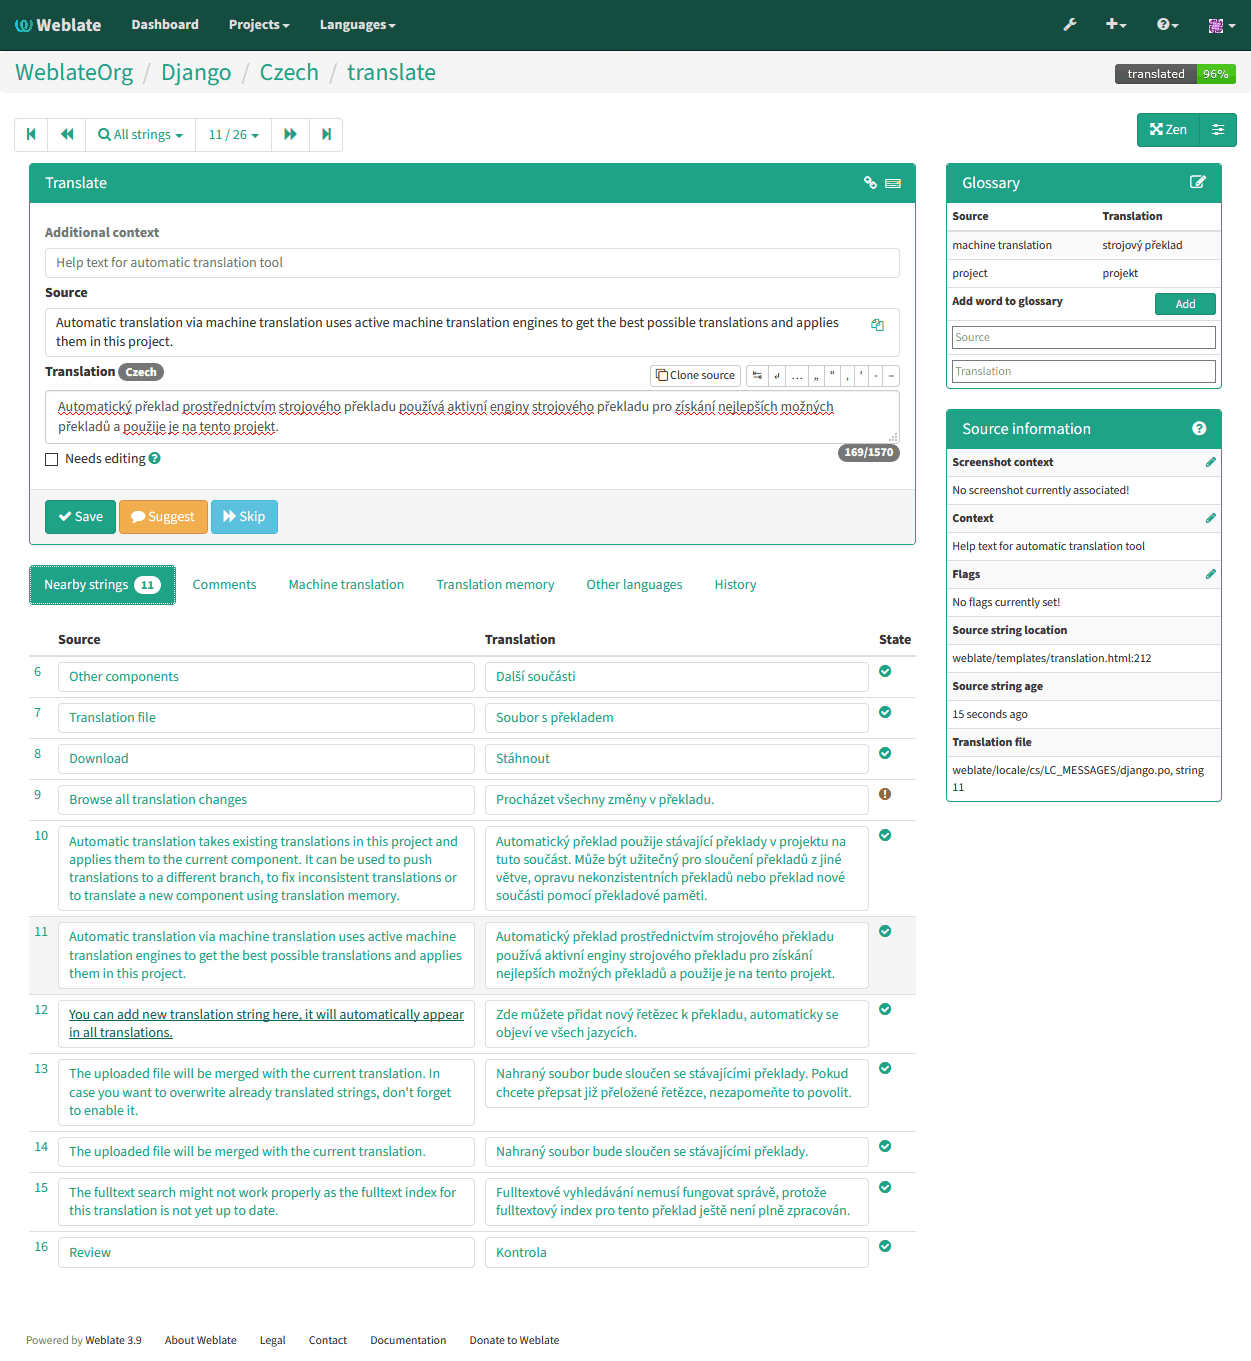 Weblate Dashboard Projects Languages
WeblateOrg / Django / Czech / translate
translated 96%
All strings 11 / 26
Zen
Translate
Additional context
Help text for automatic translation tool
Source
Automatic translation via machine translation uses active machine translation engines to get the best possible translations and applies
them in this project.
Translation Czech
Clone source … „ “ ‚ ‘ - –
Automatický překlad prostřednictvím strojového překladu používá aktivní enginy strojového překladu pro získání nejlepších možných
překladů a použije je na tento projekt.
169/1570
Needs editing
Save Suggest Skip
Glossary
Source Translation
machine translation strojový překlad
project projekt
Add word to glossary Add
Source
Translation
Source information
Screenshot context
No screenshot currently associated!
Context
Help text for automatic translation tool
Flags
No flags currently set!
Source string location
weblate/templates/translation.html:212
Source string age
15 seconds ago
Translation file
weblate/locale/cs/LC_MESSAGES/django.po, string
11
Nearby strings 11 Comments Machine translation Translation memory Other languages History
Source Translation State
6 Other components Další součásti
7 Translation file Soubor s překladem
8 Download Stáhnout
9 Browse all translation changes Procházet všechny změny v překladu.
10 Automatic translation takes existing translations in this project and
applies them to the current component. It can be used to push
translations to a different branch, to fix inconsistent translations or
to translate a new component using translation memory.
Automatický překlad použije stávající překlady v projektu na
tuto součást. Může být užitečný pro sloučení překladů z jiné
větve, opravu nekonzistentních překladů nebo překlad nové
součásti pomocí překladové paměti.
11 Automatic translation via machine translation uses active machine
translation engines to get the best possible translations and applies
them in this project.
Automatický překlad prostřednictvím strojového překladu
používá aktivní enginy strojového překladu pro získání
nejlepších možných překladů a použije je na tento projekt.
12 You can add new translation string here, it will automatically appear
in all translations.
Zde můžete přidat nový řetězec k překladu, automaticky se
objeví ve všech jazycích.
13 The uploaded file will be merged with the current translation. In
case you want to overwrite already translated strings, don't forget
to enable it.
Nahraný soubor bude sloučen se stávajícími překlady. Pokud
chcete přepsat již přeložené řetězce, nezapomeňte to povolit.
14 The uploaded file will be merged with the current translation. Nahraný soubor bude sloučen se stávajícími překlady.
15 The fulltext search might not work properly as the fulltext index for
this translation is not yet up to date.
Fulltextové vyhledávání nemusí fungovat správě, protože
fulltextový index pro tento překlad ještě není plně zpracován.
16 Review Kontrola
Powered by Weblate 3.9 About Weblate Legal Contact Documentation Donate to Weblate